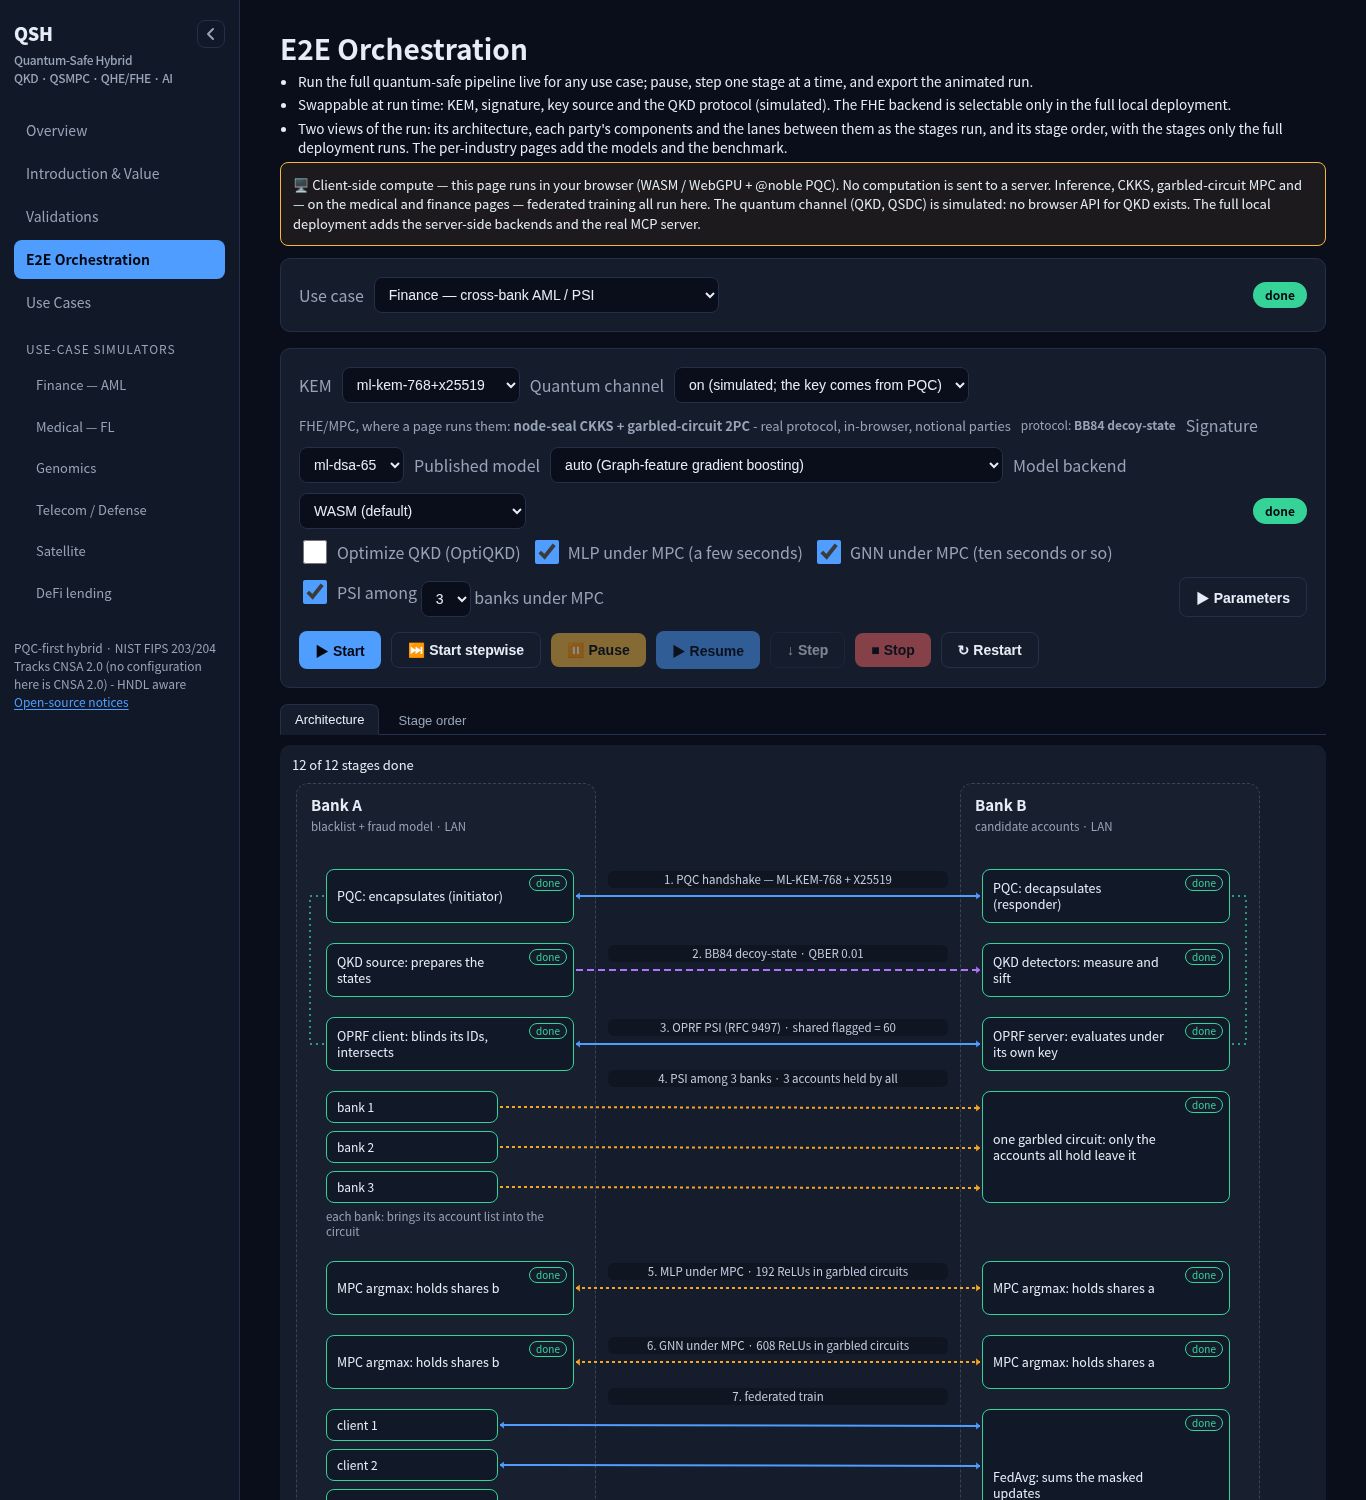 QSH
Quantum-Safe Hybrid
QKD · QSMPC · QHE/FHE · AI
Overview
Introduction & Value
Validations
E2E Orchestration
Use Cases
USE-CASE SIMULATORS
Finance — AML
Medical — FL
Genomics
Telecom / Defense
Satellite
DeFi lending
PQC-first hybrid · NIST FIPS 203/204
Tracks CNSA 2.0 (no configuration
here is CNSA 2.0) - HNDL aware
Open-source notices
E2E Orchestration
• Run the full quantum-safe pipeline live for any use case; pause, step one stage at a time, and export the animated run.
• Swappable at run time: KEM, signature, key source and the QKD protocol (simulated). The FHE backend is selectable only in the full local deployment.
• Two views of the run: its architecture, each party's components and the lanes between them as the stages run, and its stage order, with the stages only the full
deployment runs. The per-industry pages add the models and the benchmark.
🖥️ Client-side compute — this page runs in your browser (WASM / WebGPU + @noble PQC). No computation is sent to a server. Inference, CKKS, garbled-circuit MPC and
— on the medical and finance pages — federated training all run here. The quantum channel (QKD, QSDC) is simulated: no browser API for QKD exists. The full local
deployment adds the server-side backends and the real MCP server.
Use case Finance — cross-bank AML / PSI done
KEM ml-kem-768+x25519 Quantum channel on (simulated; the key comes from PQC)
FHE/MPC, where a page runs them: node-seal CKKS + garbled-circuit 2PC - real protocol, in-browser, notional parties protocol: BB84 decoy-state Signature
ml-dsa-65 Published model auto (Graph-feature gradient boosting) Model backend
WASM (default) done
Optimize QKD (OptiQKD) MLP under MPC (a few seconds) GNN under MPC (ten seconds or so)
PSI among 3 banks under MPC ▶ Parameters
▶ Start ⏭ Start stepwise ⏸ Pause ▶ Resume ↓ Step ■ Stop ↻ Restart
Architecture Stage order
12 of 12 stages done
Bank A
blacklist + fraud model · LAN
Bank B
candidate accounts · LAN
PQC: encapsulates (initiator) done
1. PQC handshake — ML-KEM-768 + X25519
PQC: decapsulates
(responder)
done
QKD source: prepares the
states
done
2. BB84 decoy-state · QBER 0.01
QKD detectors: measure and
sift
done
OPRF client: blinds its IDs,
intersects
done
3. OPRF PSI (RFC 9497) · shared flagged = 60
OPRF server: evaluates under
its own key
done
4. PSI among 3 banks · 3 accounts held by all
bank 1
bank 2
bank 3
each bank: brings its account list into the
circuit
one garbled circuit: only the
accounts all hold leave it
done
MPC argmax: holds shares b done
5. MLP under MPC · 192 ReLUs in garbled circuits
MPC argmax: holds shares a done
MPC argmax: holds shares b done
6. GNN under MPC · 608 ReLUs in garbled circuits
MPC argmax: holds shares a done
7. federated train
client 1
client 2
FedAvg: sums the masked
updates
done